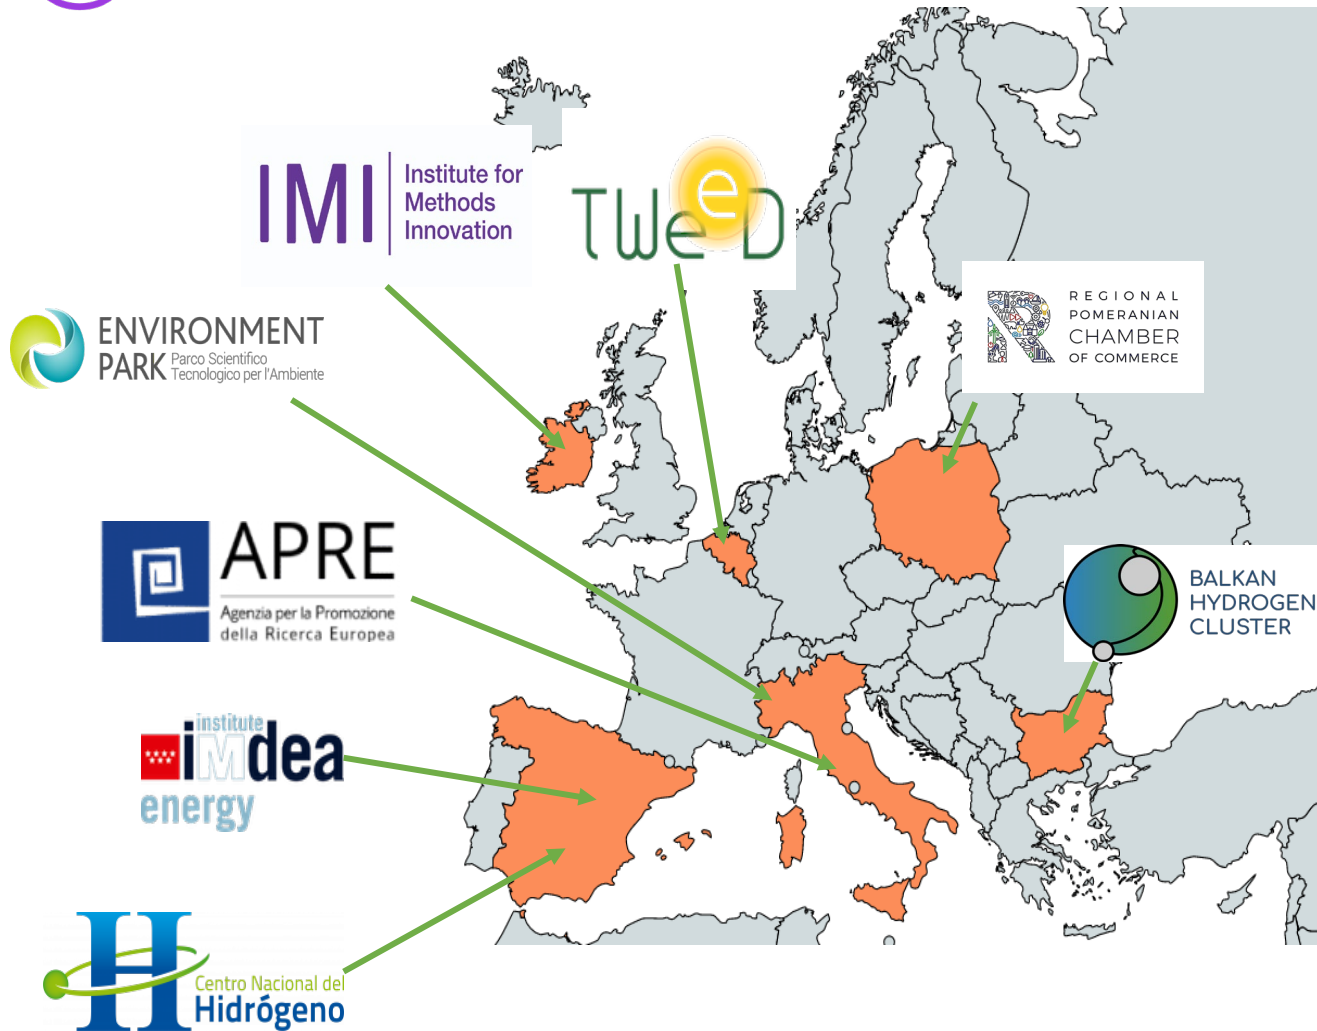 IMI
Institute for
Methods
Innovation
TWeeD
REGIONAL
POMERANIAN
CHAMBER
OF COMMERCE
ENVIRONMENT
PARK Parco Scientifico
Tecnologico per l'Ambiente
APRE
Agenzia per la Promozione
della Ricerca Europea
BALKAN
HYDROGEN
CLUSTER
institute
iMdea
energy
H
Centro Nacional del
Hidrógeno